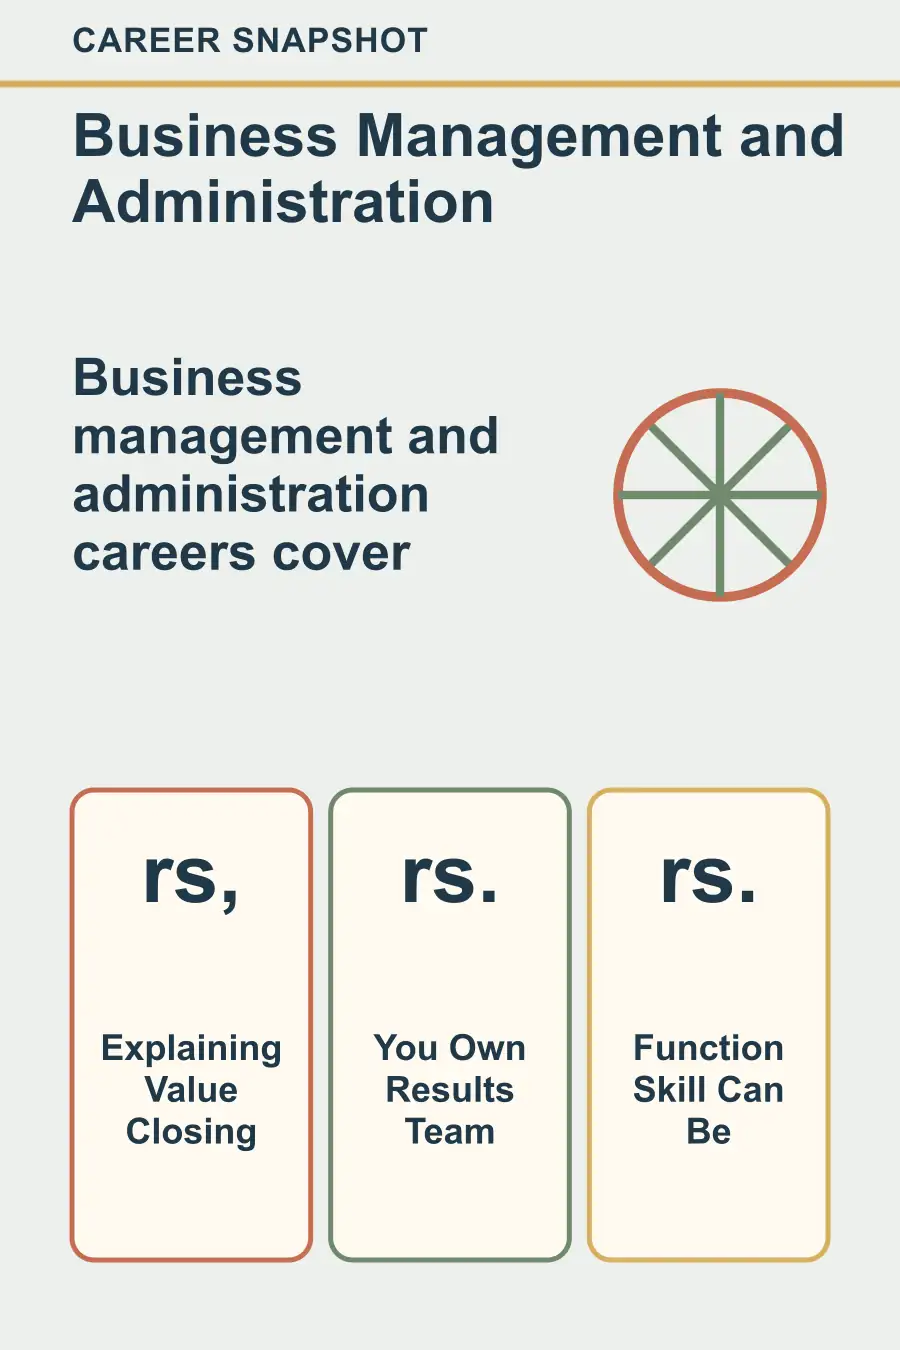 CAREER SNAPSHOT
Business Management and
Administration
Business
management and
administration
careers cover
rs,
Explaining
Value
Closing
rs.
You Own
Results
Team
rs.
Function
Skill Can
Be